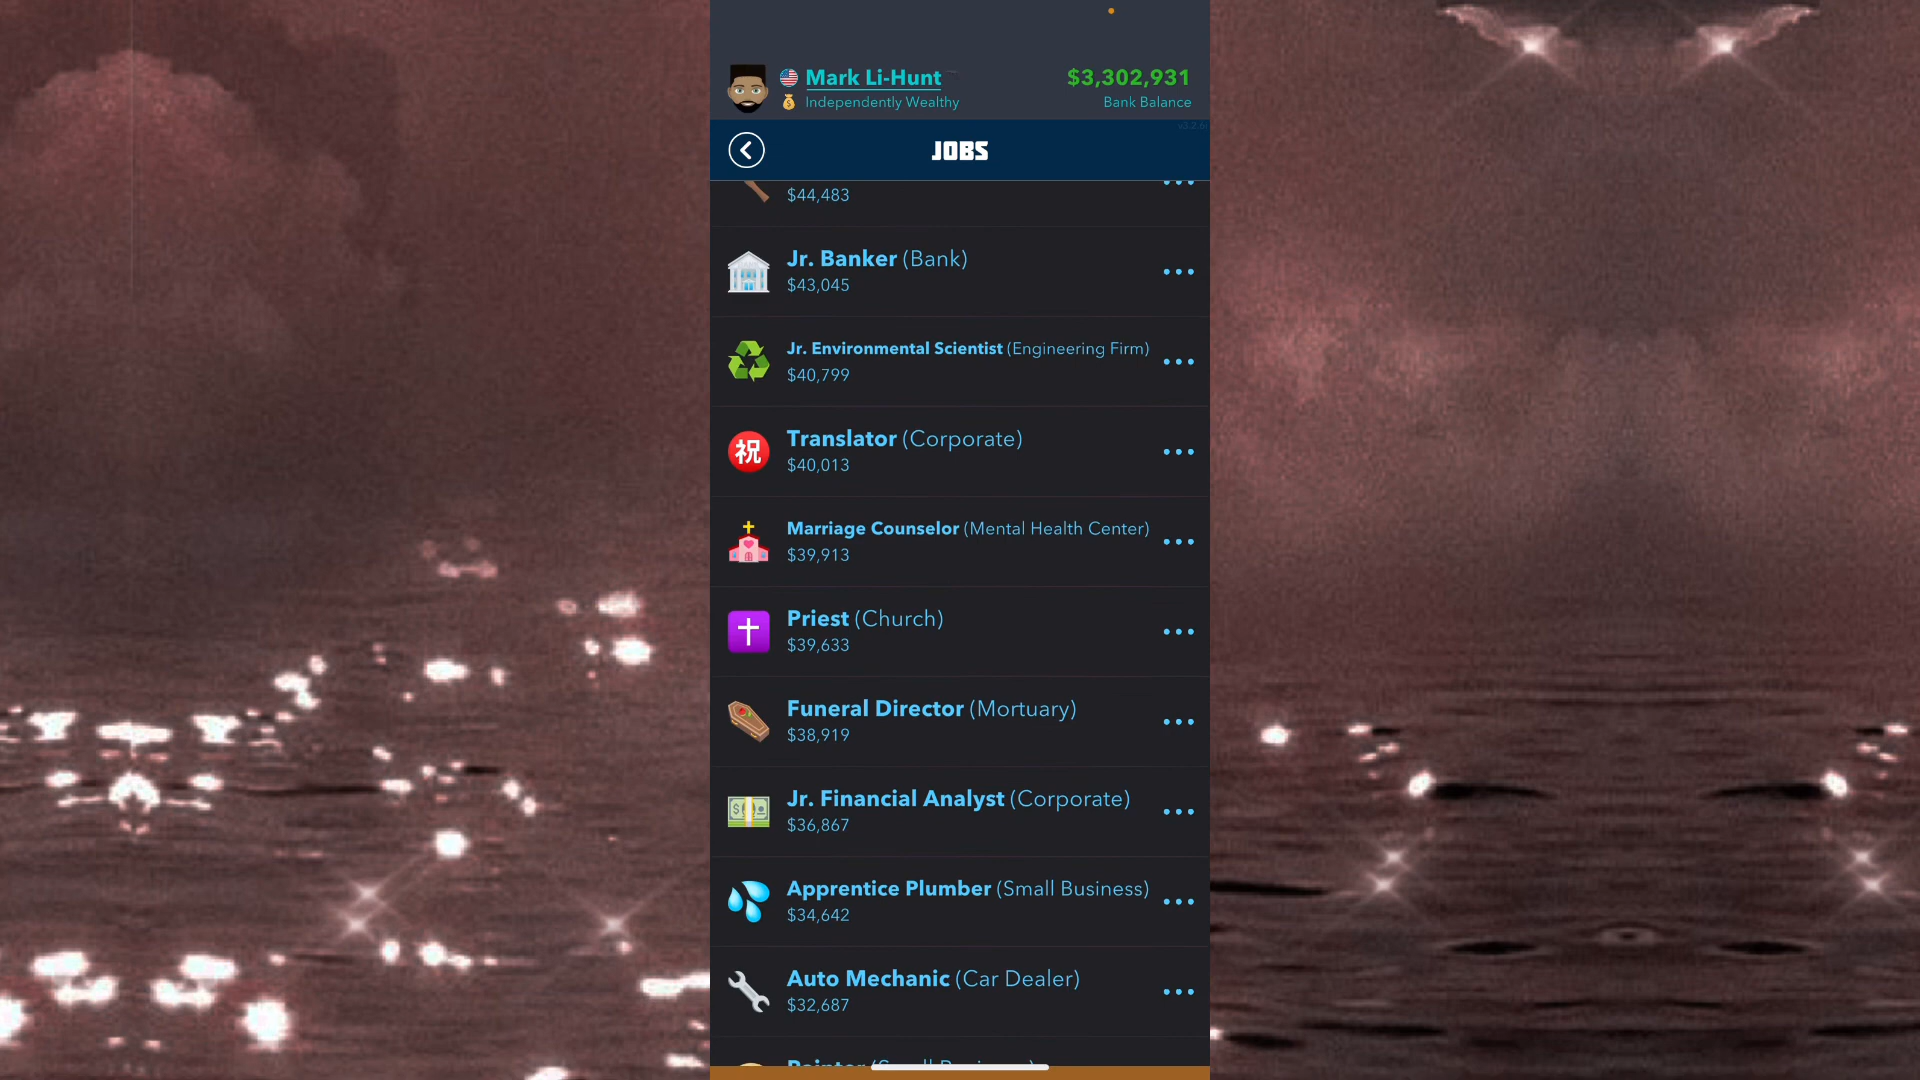 Mark Li-Hunt
$3,302,931
Independently Wealthy
Bank Balance
JOBS
$44,483
Jr. Banker (Bank)
$43,045
Jr. Environmental Scientist (Engineering Firm)
$40,799
祝
Translator (Corporate)
$40,013
Marriage Counselor (Mental Health Center)
$39,913
Priest (Church)
$39,633
Funeral Director (Mortuary)
$38,919
Jr. Financial Analyst (Corporate)
$36,867
Apprentice Plumber (Small Business)
$34,642
Auto Mechanic (Car Dealer)
$32,687